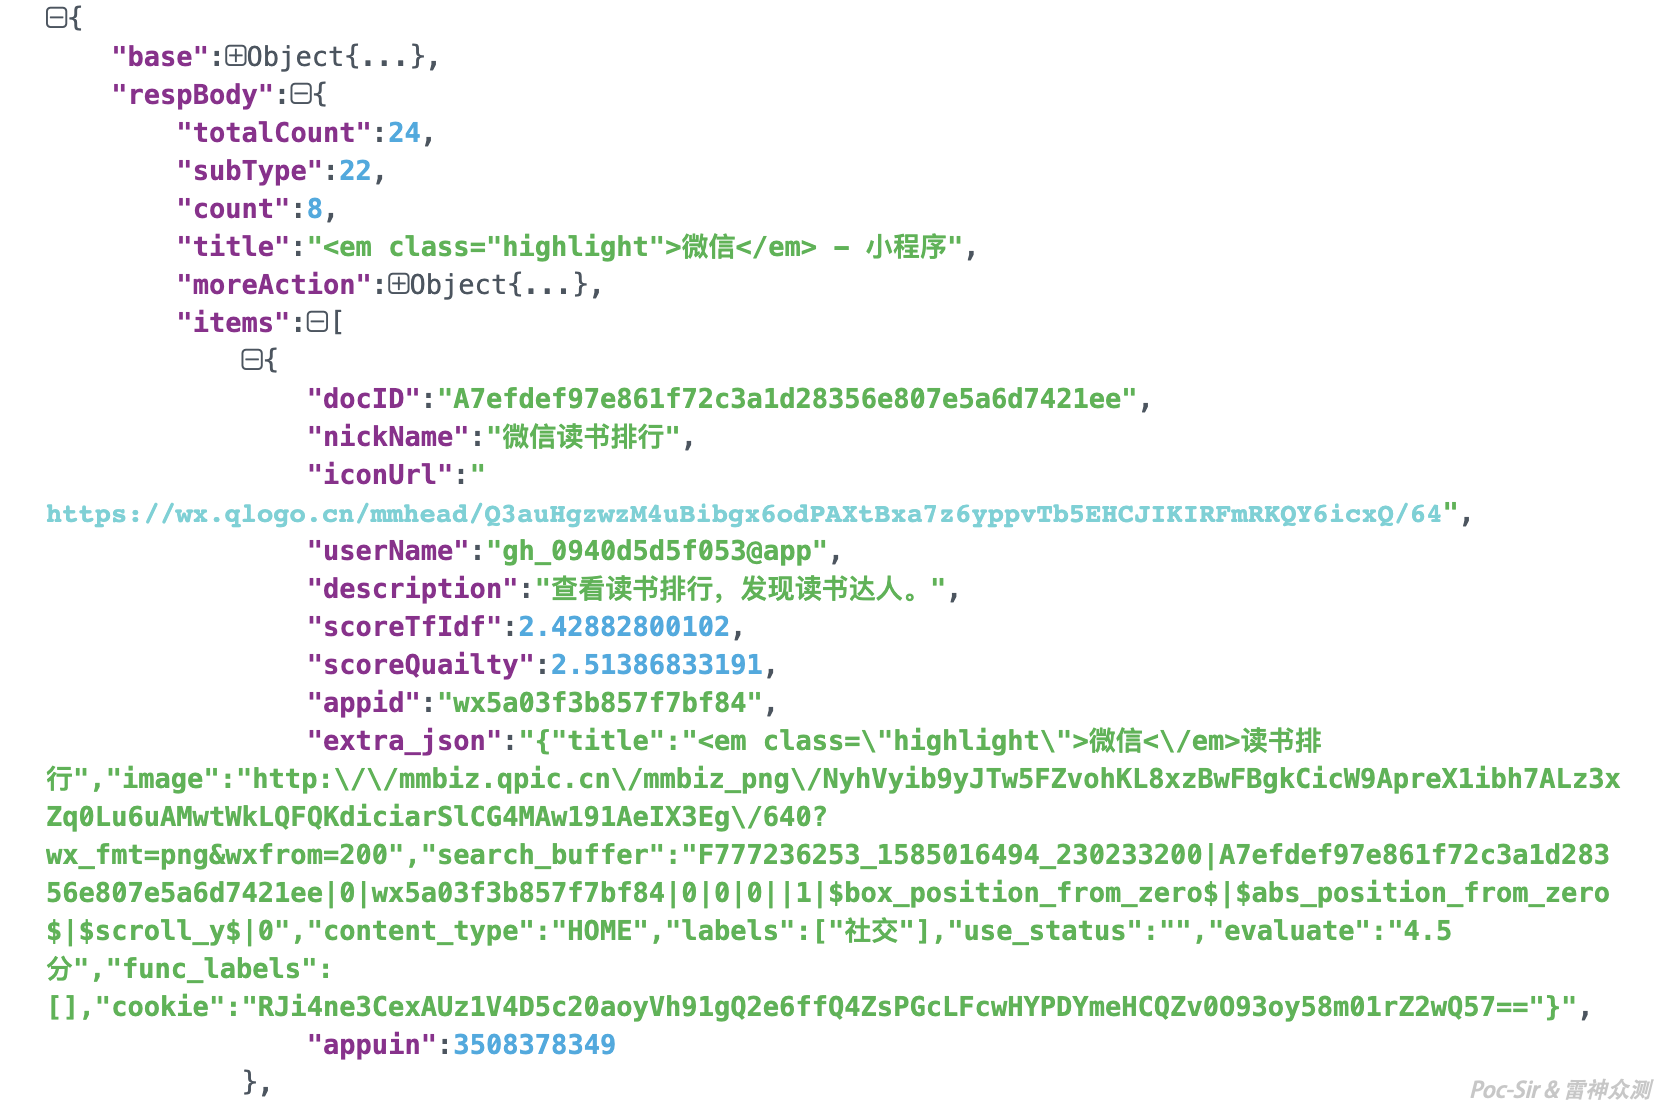 {
"base":Object{...},
"respBody":{
"totalCount":24,
"subType":22,
"count":8,
"title":"<em class="highlight">微信</em> – 小程序",
"moreAction":Object{...},
"items":[
{
"docID":"A7efdef97e861f72c3a1d28356e807e5a6d7421ee",
"nickName":"微信读书排行",
"iconUrl":"
https://wx.qlogo.cn/mmhead/Q3auHgzwzM4uBibgx6odPAXtBxa7z6yppvTb5EHCJIKIRFmRKQY6icxQ/64",
"userName":"gh_0940d5d5f053@app",
"description":"查看读书排行，发现读书达人。",
"scoreTfIdf":2.42882800102,
"scoreQuailty":2.51386833191,
"appid":"wx5a03f3b857f7bf84",
"extra_json":"{"title":"<em class=\"highlight\">微信<\/em>读书排
行","image":"http:\/\/mmbiz.qpic.cn\/mmbiz_png\/NyhVyib9yJTw5FZvohKL8xzBwFBgkCicW9ApreX1ibh7ALz3x
Zq0Lu6uAMwtWkLQFQKdiciarSlCG4MAw191AeIX3Eg\/640?
wx_fmt=png&wxfrom=200","search_buffer":"F777236253_1585016494_230233200|A7efdef97e861f72c3a1d283
56e807e5a6d7421ee|0|wx5a03f3b857f7bf84|0|0|0||1|$box_position_from_zero$|$abs_position_from_zero
$|$scroll_y$|0","content_type":"HOME","labels":["社交"],"use_status":"","evaluate":"4.5
分","func_labels":
[],"cookie":"RJi4ne3CexAUz1V4D5c20aoyVh91gQ2e6ffQ4ZsPGcLFcwHYPDYmeHCQZv0O93oy58m01rZ2wQ57=="}",
"appuin":3508378349
},
Poc-Sir & 雷神众测